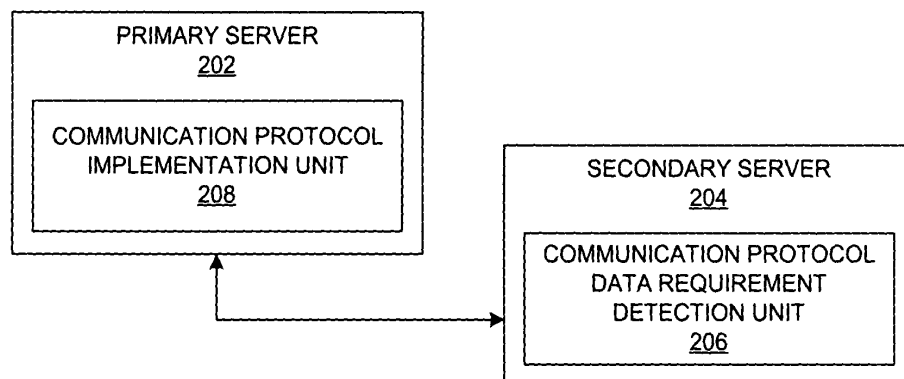 PRIMARY SERVER
202
COMMUNICATION PROTOCOL
IMPLEMENTATION UNIT
208
SECONDARY SERVER
204
COMMUNICATION PROTOCOL
DATA REQUIREMENT
DETECTION UNIT
206